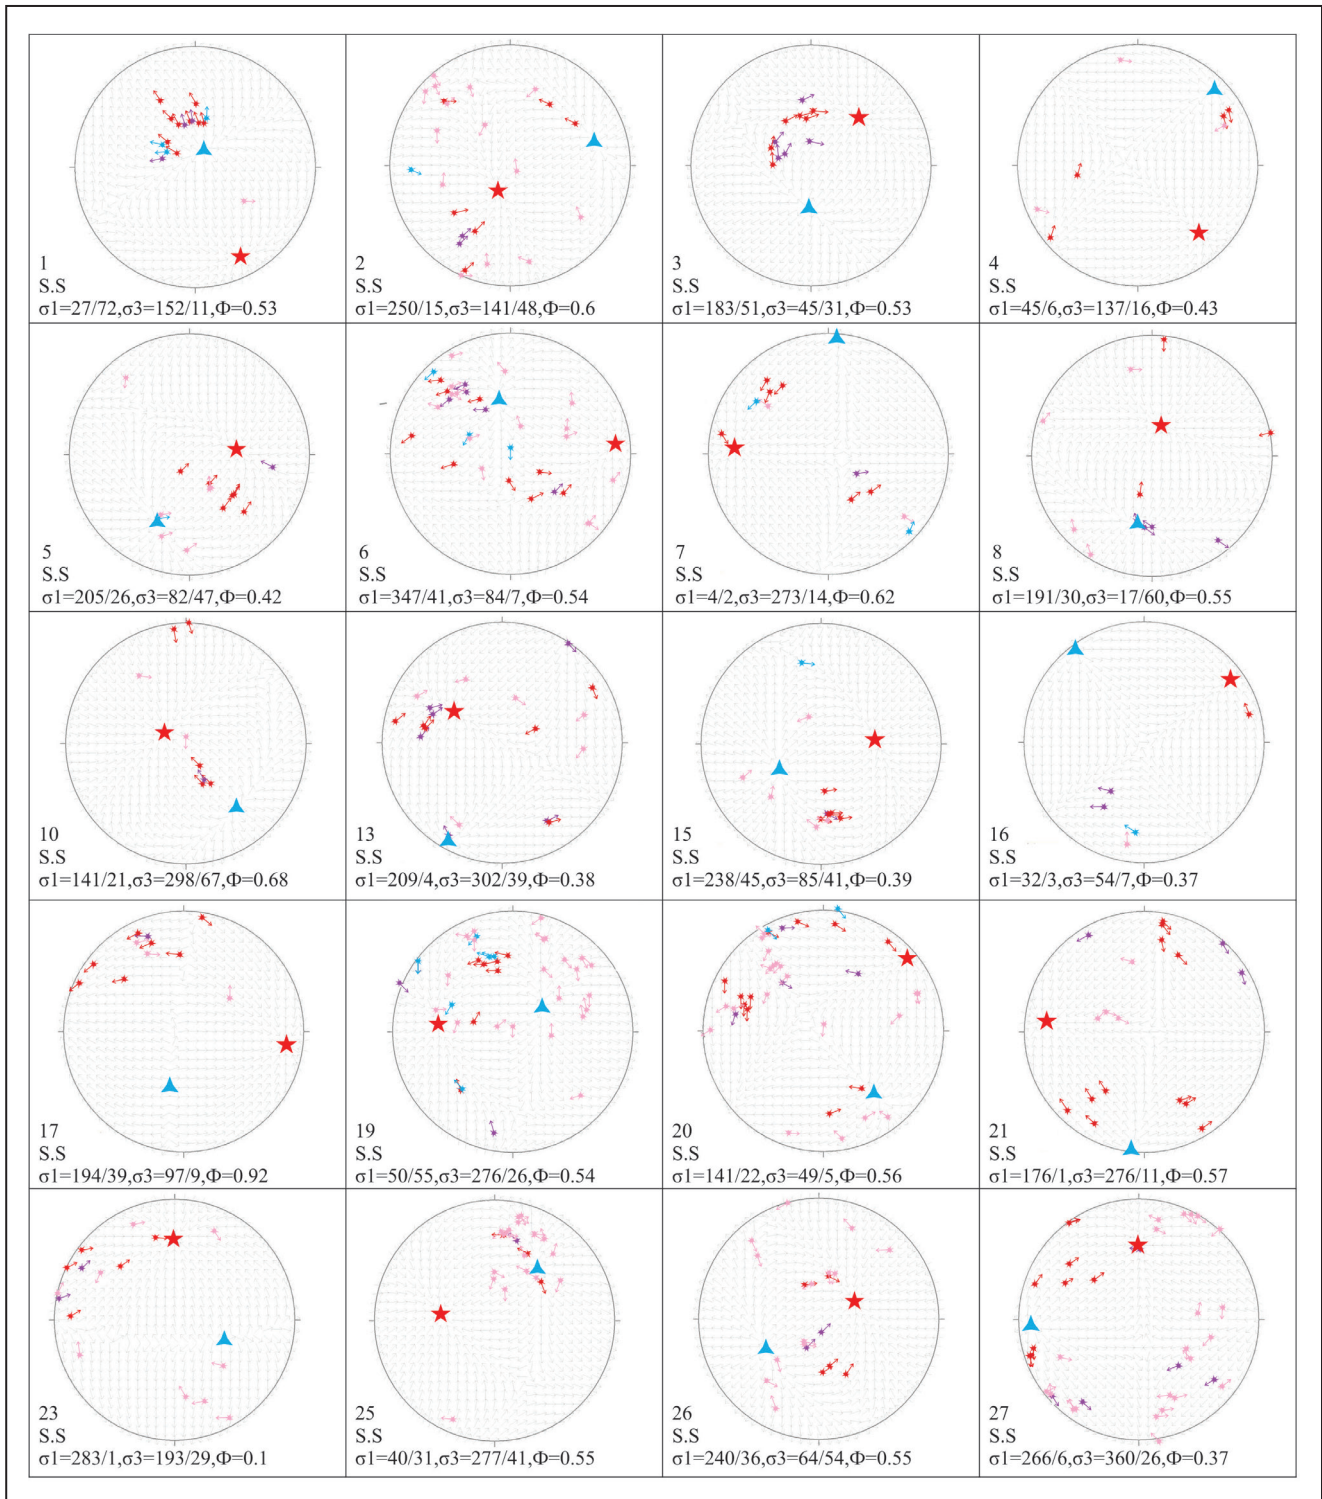 1
S.S
σ1=27/72,σ3=152/11,Φ=0.53
2
S.S
σ1=250/15,σ3=141/48,Φ=0.6
3
S.S
σ1=183/51,σ3=45/31,Φ=0.53
4
S.S
σ1=45/6,σ3=137/16,Φ=0.43
5
S.S
σ1=205/26,σ3=82/47,Φ=0.42
6
S.S
σ1=347/41,σ3=84/7,Φ=0.54
7
S.S
σ1=4/2,σ3=273/14,Φ=0.62
8
S.S
σ1=191/30,σ3=17/60,Φ=0.55
10
S.S
σ1=141/21,σ3=298/67,Φ=0.68
13
S.S
σ1=209/4,σ3=302/39,Φ=0.38
15
S.S
σ1=238/45,σ3=85/41,Φ=0.39
16
S.S
σ1=32/3,σ3=54/7,Φ=0.37
17
S.S
σ1=194/39,σ3=97/9,Φ=0.92
19
S.S
σ1=50/55,σ3=276/26,Φ=0.54
20
S.S
σ1=141/22,σ3=49/5,Φ=0.56
21
S.S
σ1=176/1,σ3=276/11,Φ=0.57
23
S.S
σ1=283/1,σ3=193/29,Φ=0.1
25
S.S
σ1=40/31,σ3=277/41,Φ=0.55
26
S.S
σ1=240/36,σ3=64/54,Φ=0.55
27
S.S
σ1=266/6,σ3=360/26,Φ=0.37